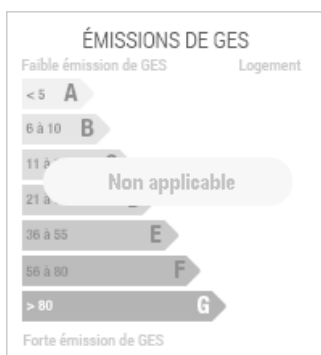 ÉMISSIONS DE GES
Faible émission de GES Logement
< 5 A
6 à 10 B
11 à
Non applicable
21 à
36 à 55 E
56 à 80 F
> 80 G
Forte émission de GES